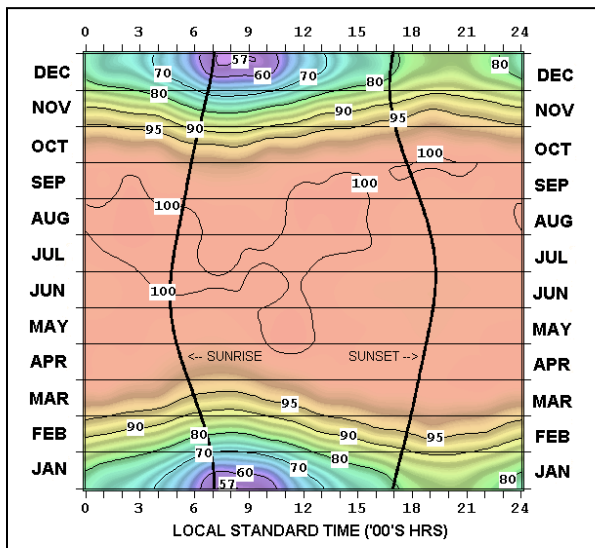 0 3 6 9 12 15 18 21 24
57
DEC 70 60 70 80 80 DEC
80
NOV 90 NOV
95 90 95
OCT OCT
100
SEP 100 SEP
100
AUG AUG
JUL JUL
JUN 100 JUN
MAY MAY
<-- SUNRISE SUNSET -->
APR APR
MAR 95 MAR
90 80 90 95
FEB FEB
70 80
JAN 60 70 80 JAN
57
0 3 6 9 12 15 18 21 24
LOCAL STANDARD TIME ('00'S HRS)